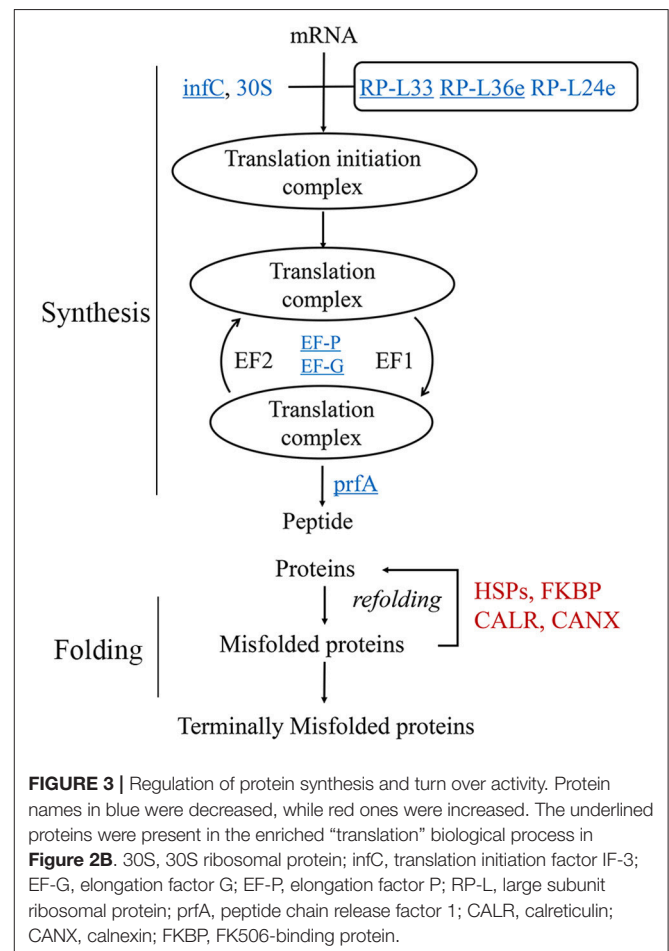 mRNA
infC, 30S RP-L33 RP-L36e RP-L24e
Translation initiation
complex
Translation
complex
Synthesis
EF2 EF-P EF1
EF-G
Translation
complex
prfA
Peptide
Proteins
refolding
HSPs, FKBP
CALR, CANX
Folding
Misfolded proteins
Terminally Misfolded proteins
FIGURE 3 | Regulation of protein synthesis and turn over activity. Protein
names in blue were decreased, while red ones were increased. The underlined
proteins were present in the enriched “translation” biological process in
Figure 2B. 30S, 30S ribosomal protein; infC, translation initiation factor IF-3;
EF-G, elongation factor G; EF-P, elongation factor P; RP-L, large subunit
ribosomal protein; prfA, peptide chain release factor 1; CALR, calreticulin;
CANX, calnexin; FKBP, FK506-binding protein.